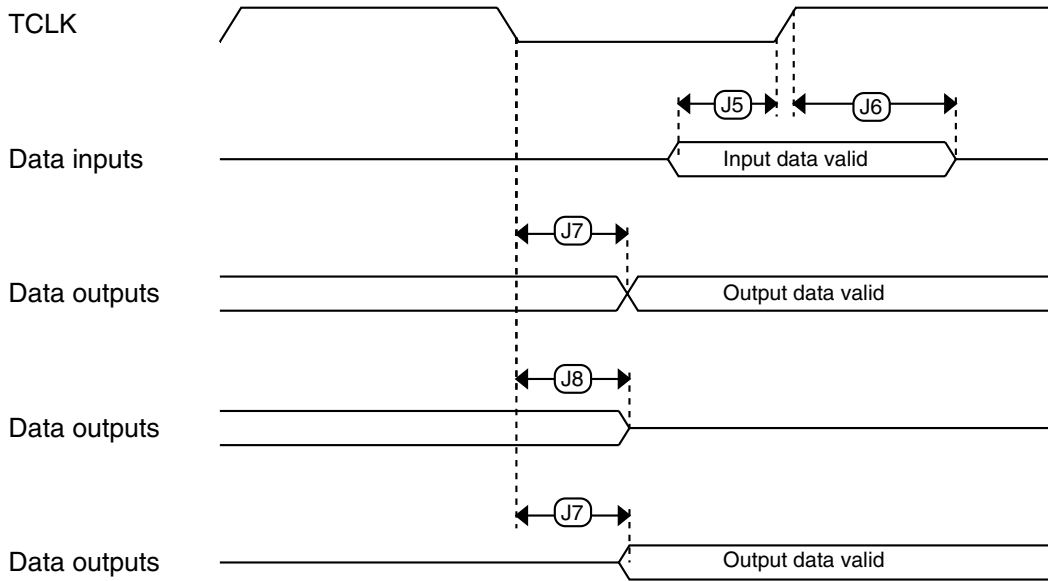 TCLK
J5
J6
Data inputs
Input data valid
J7
Data outputs
Output data valid
J8
Data outputs
J7
Data outputs
Output data valid